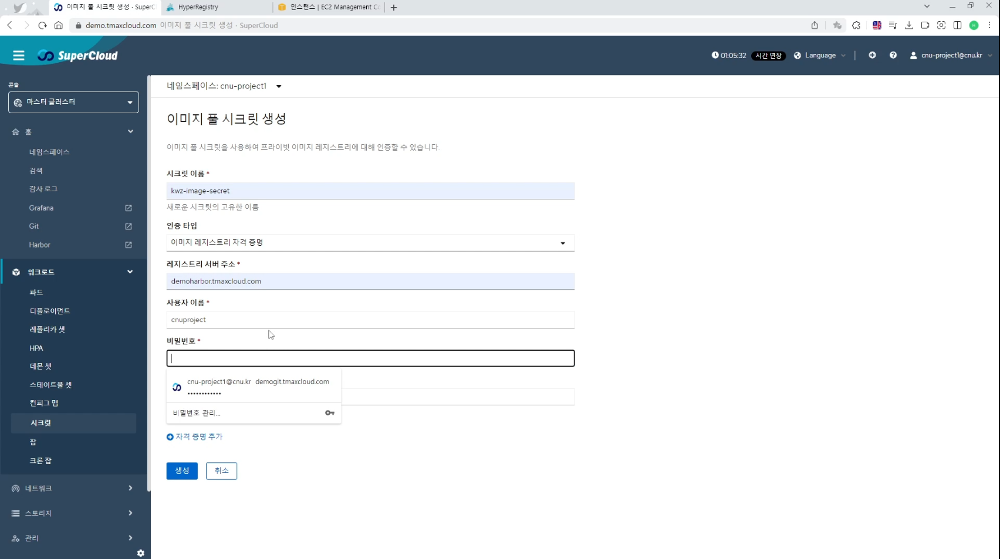 이미지 풀 시크릿 생성 · SuperC
HyperRegistry
인스턴스 | EC2 Management Co
demo.tmaxcloud.com 이미지 풀 시크릿 생성 · SuperCloud
H
SuperCloud
01:05:32
시간 연장
Language
cnu-project1@cnu.kr
콘솔
마스터 클러스터
홈
네임스페이스
검색
감사 로그
Grafana
Git
Harbor
워크로드
파드
디플로이먼트
레플리카 셋
HPA
데몬 셋
스테이트풀 셋
컨피그 맵
시크릿
잡
크론 잡
네트워크
스토리지
관리
네임스페이스: cnu-project1
이미지 풀 시크릿 생성
이미지 풀 시크릿을 사용하여 프라이빗 이미지 레지스트리에 대해 인증할 수 있습니다.
시크릿 이름 *
kwz-image-secret
새로운 시크릿의 고유한 이름
인증 타입
이미지 레지스트리 자격 증명
레지스트리 서버 주소 *
demoharbor.tmaxcloud.com
사용자 이름 *
cnuproject
비밀번호 *
cnu-project1@cnu.kr demogit.tmaxcloud.com
••••••••••••
비밀번호 관리...
자격 증명 추가
생성
취소